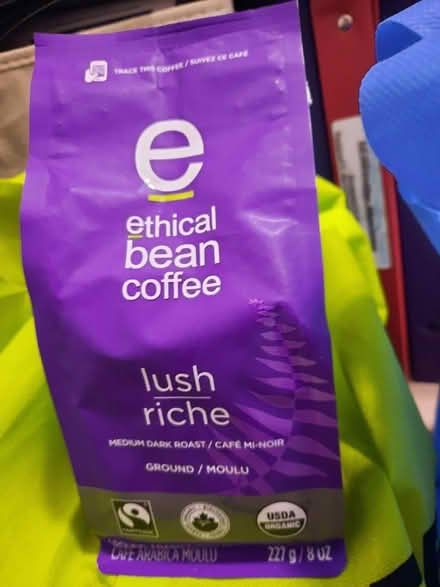 TRACE THIS COFFEE / SUIVEZ CE CAFÉ
e
ethical
bean
coffee
lush
riche
MEDIUM DARK ROAST / CAFÉ MI-NOIR
GROUND / MOULU
USDA
ORGANIC
CAFÉ ARABICA MOULU
227 g / 8 OZ